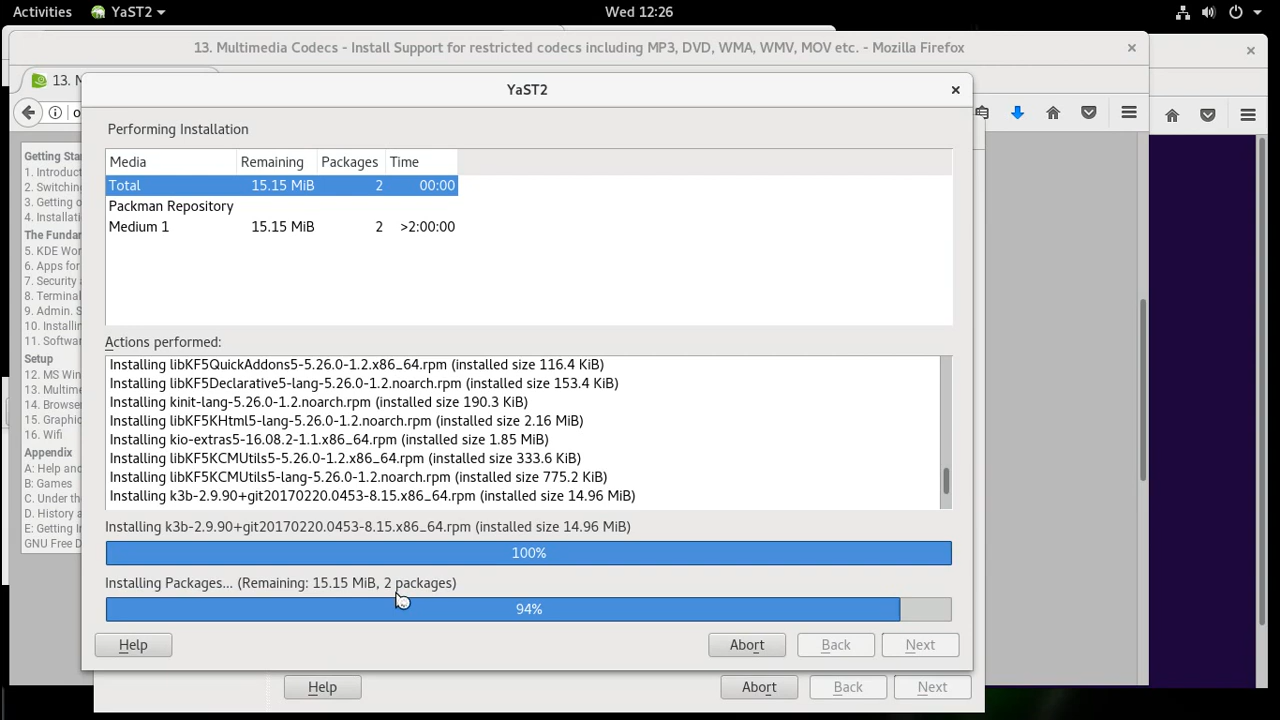 Activities YaST2 Wed 12:26
13. Multimedia Codecs - Install Support for restricted codecs including MP3, DVD, WMA, WMV, MOV etc. - Mozilla Firefox
13. M
YaST2
Performing Installation
Media Remaining Packages Time
Total 15.15 MiB 2 00:00
Packman Repository
Medium 1 15.15 MiB 2 >2:00:00
Actions performed:
Installing libKF5QuickAddons5-5.26.0-1.2.x86_64.rpm (installed size 116.4 KiB)
Installing libKF5Declarative5-lang-5.26.0-1.2.noarch.rpm (installed size 153.4 KiB)
Installing kinit-lang-5.26.0-1.2.noarch.rpm (installed size 190.3 KiB)
Installing libKF5KHtml5-lang-5.26.0-1.2.noarch.rpm (installed size 2.16 MiB)
Installing kio-extras5-16.08.2-1.1.x86_64.rpm (installed size 1.85 MiB)
Installing libKF5KCMUtils5-5.26.0-1.2.x86_64.rpm (installed size 333.6 KiB)
Installing libKF5KCMUtils5-lang-5.26.0-1.2.noarch.rpm (installed size 775.2 KiB)
Installing k3b-2.9.90+git20170220.0453-8.15.x86_64.rpm (installed size 14.96 MiB)
Installing k3b-2.9.90+git20170220.0453-8.15.x86_64.rpm (installed size 14.96 MiB)
100%
Installing Packages... (Remaining: 15.15 MiB, 2 packages)
94%
Help Abort Back Next
Help Abort Back Next
Getting Star
1. Introduct
2. Switching
3. Getting o
4. Installati
The Fundar
5. KDE Wor
6. Apps for
7. Security a
8. Terminal
9. Admin. S
10. Installin
11. Softwar
Setup
12. MS Win
13. Multime
14. Browser
15. Graphic
16. Wifi
Appendix
A: Help and
B: Games
C. Under the
D. History a
E: Getting In
GNU Free D